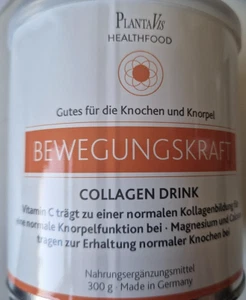 PLANTAVIS
HEALTHFOOD
Gutes für die Knochen und Knorpel
BEWEGUNGSKRAFT
COLLAGEN DRINK
Vitamin C trägt zu einer normalen Kollagenbildung für
eine normale Knorpelfunktion bei · Magnesium und
tragen zur Erhaltung normaler Knochen bei
Nahrungsergänzungsmittel
300 g · Made in Germany